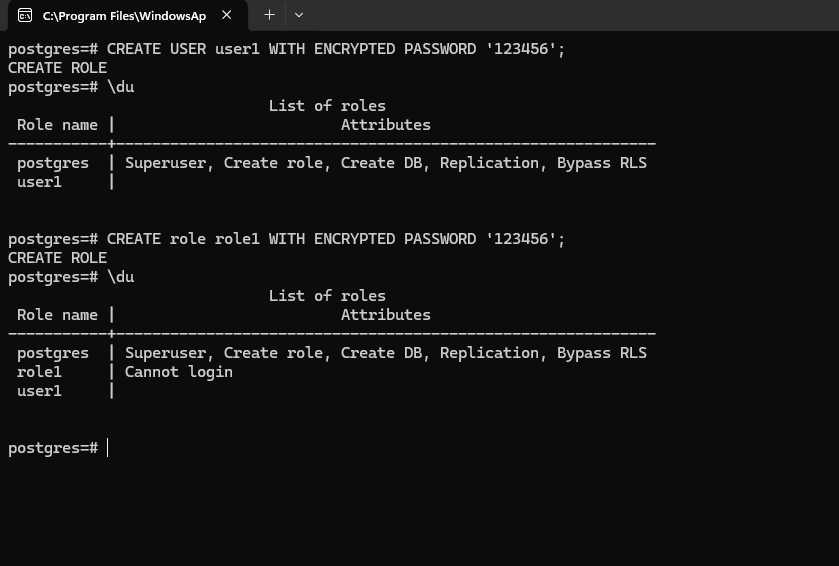 C:\Program Files\WindowsAp
postgres=# CREATE USER user1 WITH ENCRYPTED PASSWORD '123456';
CREATE ROLE
postgres=# \du
                             List of roles
 Role name |                         Attributes
-----------+------------------------------------------------------------
 postgres  | Superuser, Create role, Create DB, Replication, Bypass RLS
 user1     |
postgres=# CREATE role role1 WITH ENCRYPTED PASSWORD '123456';
CREATE ROLE
postgres=# \du
                             List of roles
 Role name |                         Attributes
-----------+------------------------------------------------------------
 postgres  | Superuser, Create role, Create DB, Replication, Bypass RLS
 role1     | Cannot login
 user1     |
postgres=#